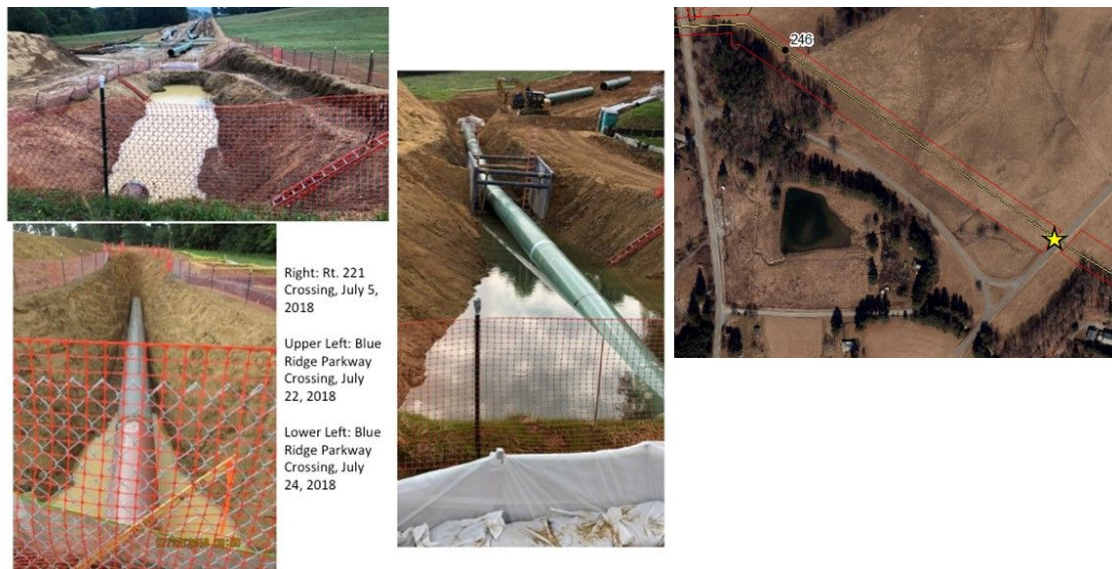 Right: Rt. 221
Crossing, July 5,
2018
Upper Left: Blue
Ridge Parkway
Crossing, July
22, 2018
Lower Left: Blue
Ridge Parkway
Crossing, July
24, 2018
246